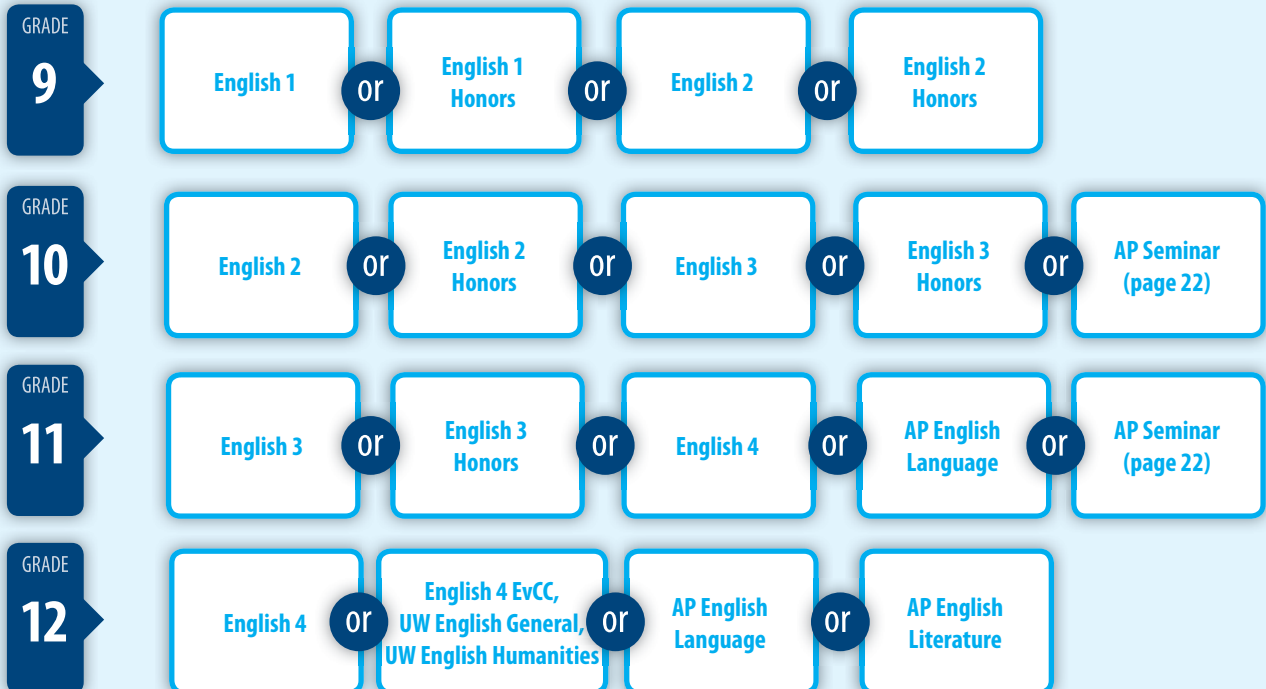 GRADE
9
English 1
or
English 1
Honors
or
English 2
or
English 2
Honors
GRADE
10
English 2
or
English 2
Honors
or
English 3
or
English 3
Honors
or
AP Seminar
(page 22)
GRADE
11
English 3
or
English 3
Honors
or
English 4
or
AP English
Language
or
AP Seminar
(page 22)
GRADE
12
English 4
or
English 4 EvCC,
UW English General,
UW English Humanities
or
AP English
Language
or
AP English
Literature